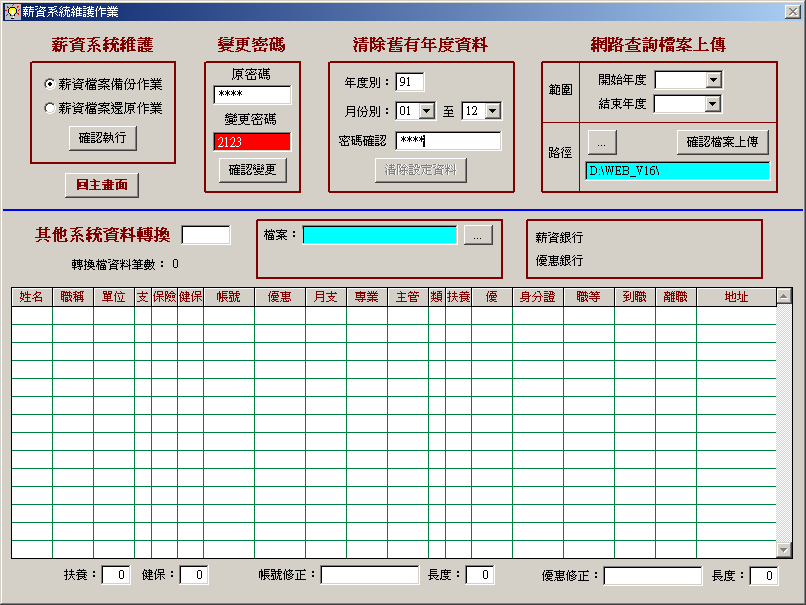 薪資系統維護作業
薪資系統維護
薪資檔案備份作業
薪資檔案還原作業
確認執行
回主畫面
變更密碼
原密碼
****
變更密碼
2123
確認變更
清除舊有年度資料
年度別： 91
月份別： 01 至 12
密碼確認 ****
清除設定資料
網路查詢檔案上傳
範圍
開始年度
結束年度
路徑
... 確認檔案上傳
D:\WEB_V16\
其他系統資料轉換
轉換檔資料筆數： 0
檔案： ...
薪資銀行
優惠銀行
姓名 職稱 單位 支 保險 健保 帳號 優惠 月支 專業 主管 類 扶養 優 身分證 職等 到職 離職 地址
扶養： 0 健保： 0 帳號修正： 長度： 0 優惠修正： 長度： 0